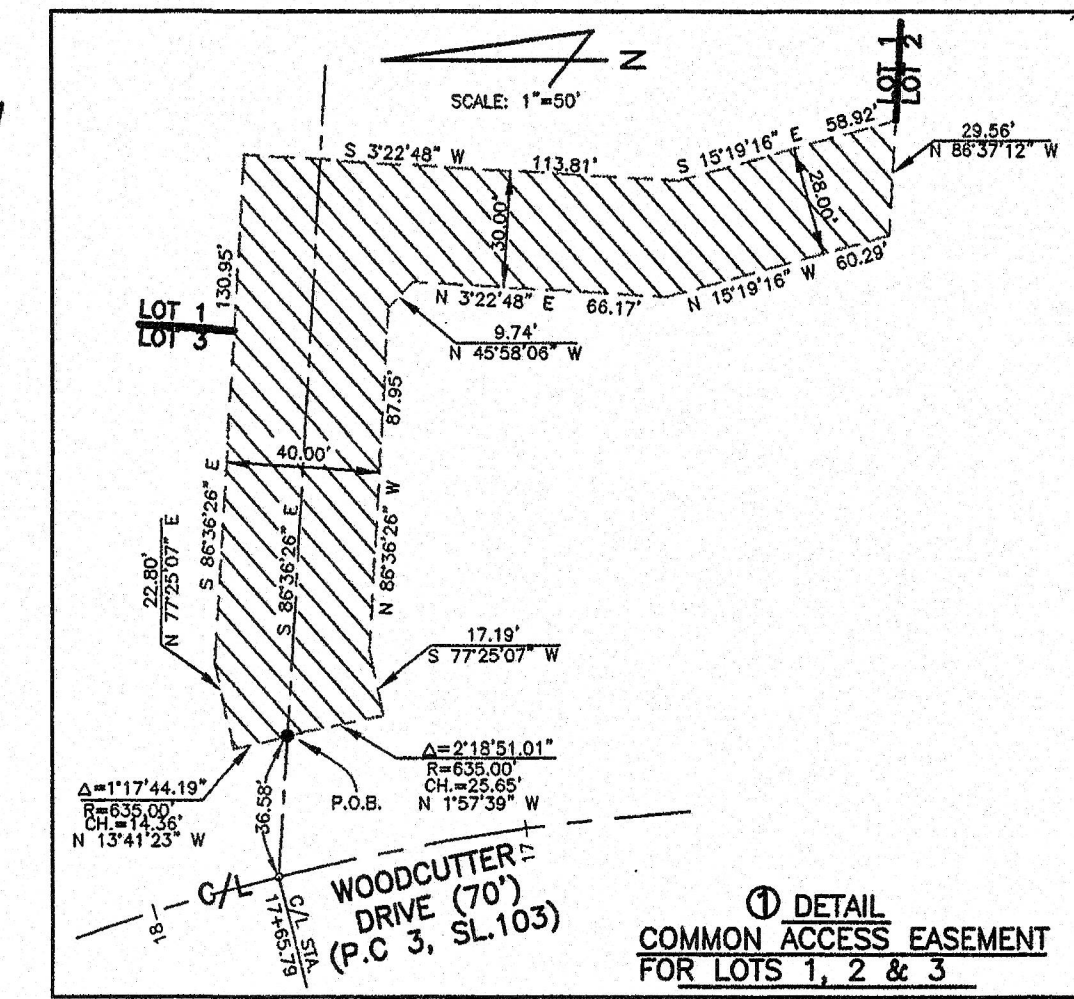 N
SCALE: 1"=50'
LOT 1
LOT 2
S 3°22'48" W
113.81'
S 15°19'16" E
58.92'
29.56'
N 86°37'12" W
30.00'
28.00'
130.95'
LOT 1
LOT 3
N 3°22'48" E
66.17'
N 15°19'16" W
60.29'
9.74'
N 45°58'06" W
87.95'
40.00'
S 86°36'26" E
S 86°36'26" E
N 86°36'26" W
22.80'
N 77°25'07" E
17.19'
S 77°25'07" W
Δ=1°17'44.19"
R=635.00'
CH.=14.36'
N 13°41'23" W
36.58'
P.O.B.
Δ=2°18'51.01"
R=635.00'
CH.=25.65'
N 1°57'39" W
18
C/L
C/L STA.
17+65.79
17
WOODCUTTER
DRIVE (70')
(P.C 3, SL.103)
① DETAIL
COMMON ACCESS EASEMENT
FOR LOTS 1, 2 & 3